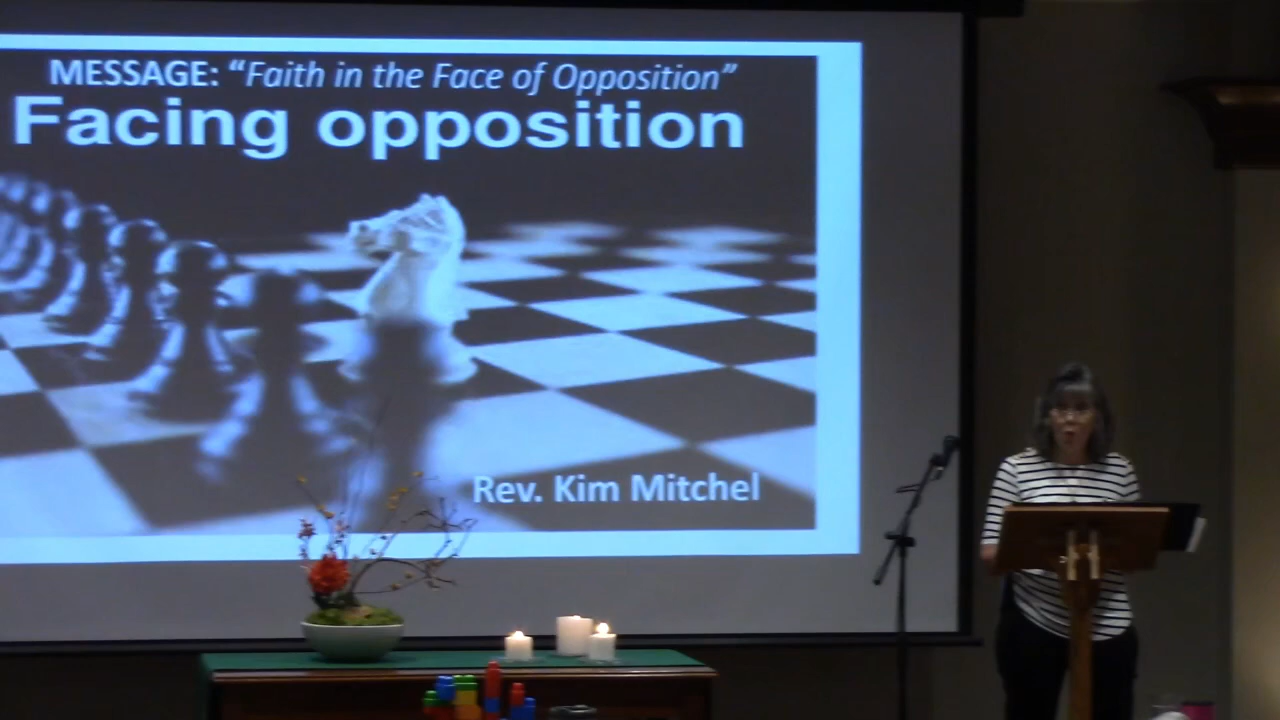 MESSAGE: “Faith in the Face of Opposition”
Facing opposition
Rev. Kim Mitchel